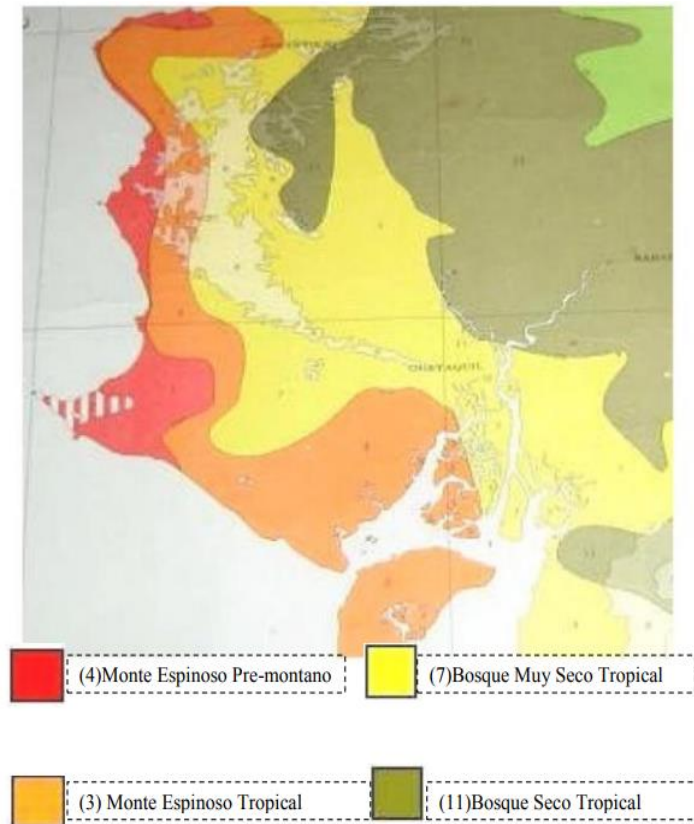 GUAYAQUIL
(4)Monte Espinoso Pre-montano
(7)Bosque Muy Seco Tropical
(3) Monte Espinoso Tropical
(11)Bosque Seco Tropical